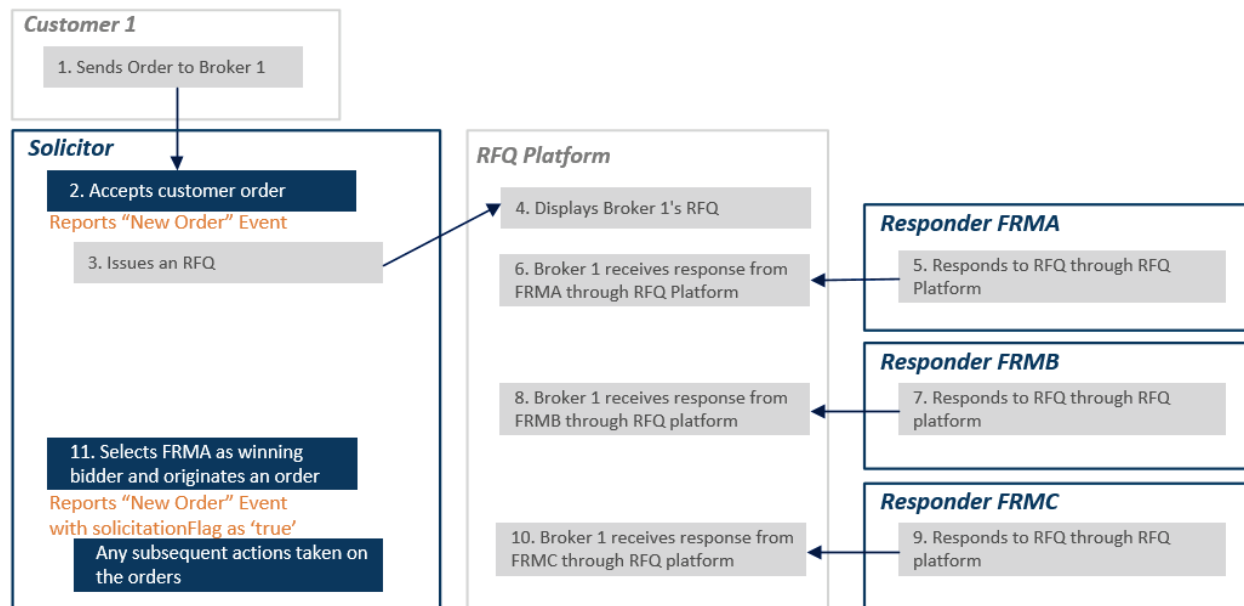 Customer 1
1. Sends Order to Broker 1
Solicitor
2. Accepts customer order
Reports “New Order” Event
3. Issues an RFQ
11. Selects FRMA as winning
bidder and originates an order
Reports “New Order” Event
with solicitationFlag as ‘true’
Any subsequent actions taken on
the orders
RFQ Platform
4. Displays Broker 1's RFQ
6. Broker 1 receives response from
FRMA through RFQ Platform
8. Broker 1 receives response from
FRMB through RFQ platform
10. Broker 1 receives response from
FRMC through RFQ platform
Responder FRMA
5. Responds to RFQ through RFQ
Platform
Responder FRMB
7. Responds to RFQ through RFQ
platform
Responder FRMC
9. Responds to RFQ through RFQ
platform